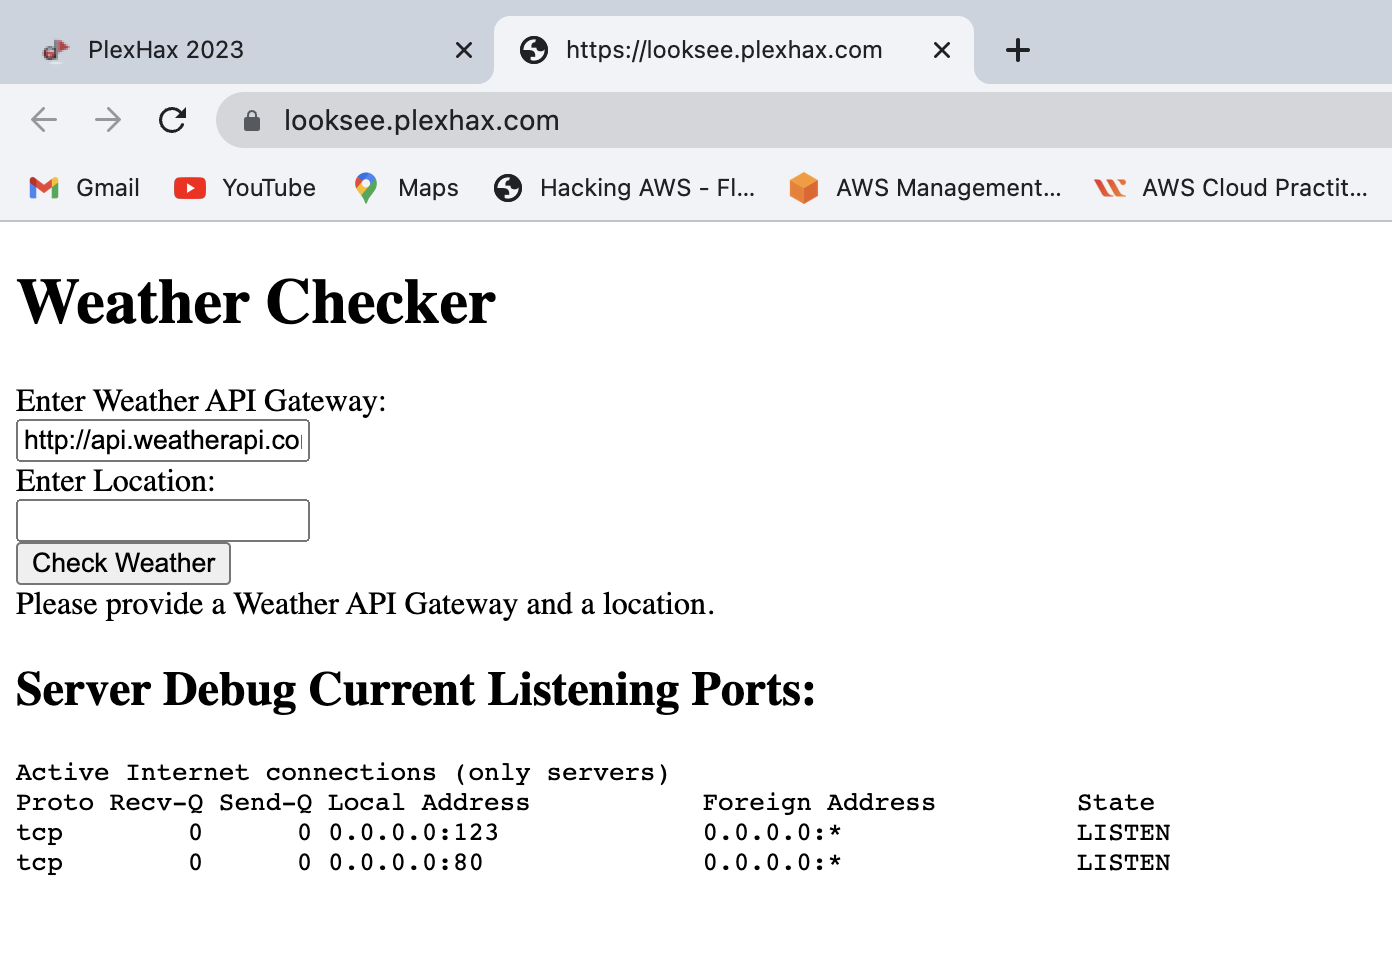 PlexHax 2023
https://looksee.plexhax.com
looksee.plexhax.com
Gmail YouTube Maps Hacking AWS - Fl... AWS Management... AWS Cloud Practit...
Weather Checker
Enter Weather API Gateway:
http://api.weatherapi.co
Enter Location:
Check Weather
Please provide a Weather API Gateway and a location.
Server Debug Current Listening Ports:
Active Internet connections (only servers)
Proto Recv-Q Send-Q Local Address Foreign Address State
tcp 0 0 0.0.0.0:123 0.0.0.0:* LISTEN
tcp 0 0 0.0.0.0:80 0.0.0.0:* LISTEN